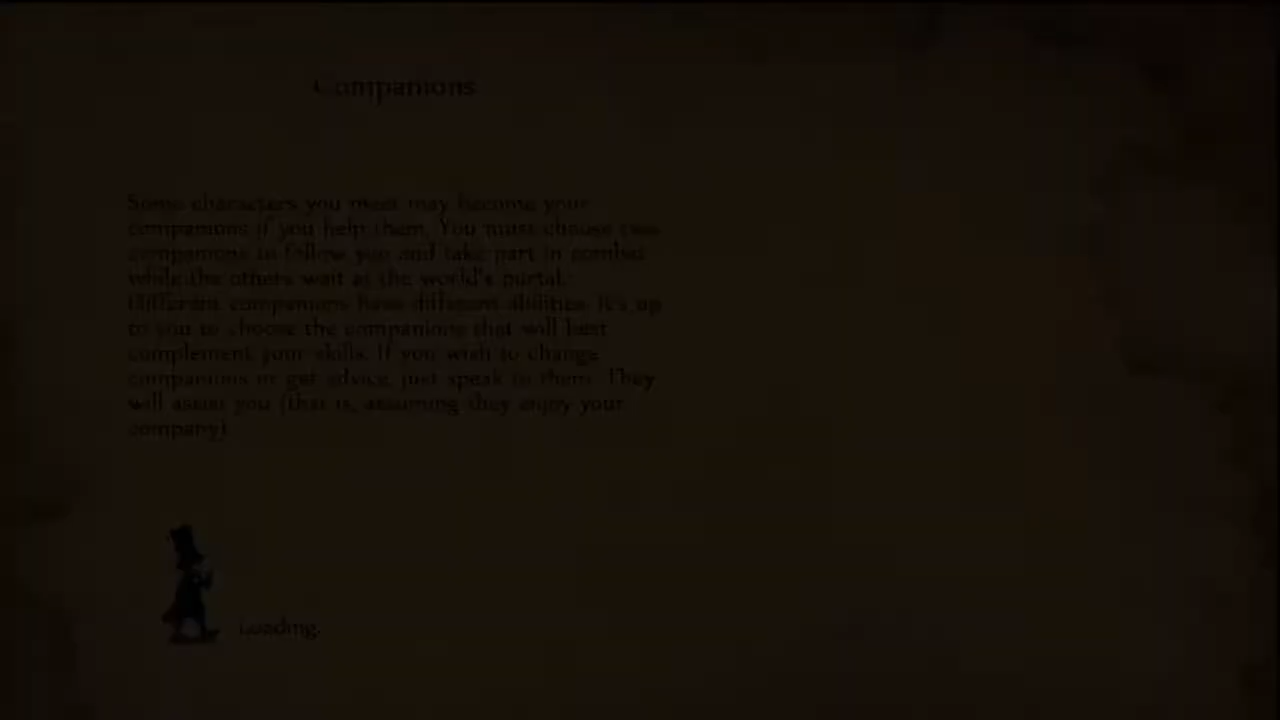 Companions
Some characters you meet may become your
companions if you help them. You must choose two
companions to follow you and take part in combat
while the others wait at the world's portal.
Different companions have different abilities. It's up
to you to choose the companions that will best
complement your skills. If you wish to change
companions or get advice, just speak to them. They
will assist you (that is, assuming they enjoy your
company)
Loading.